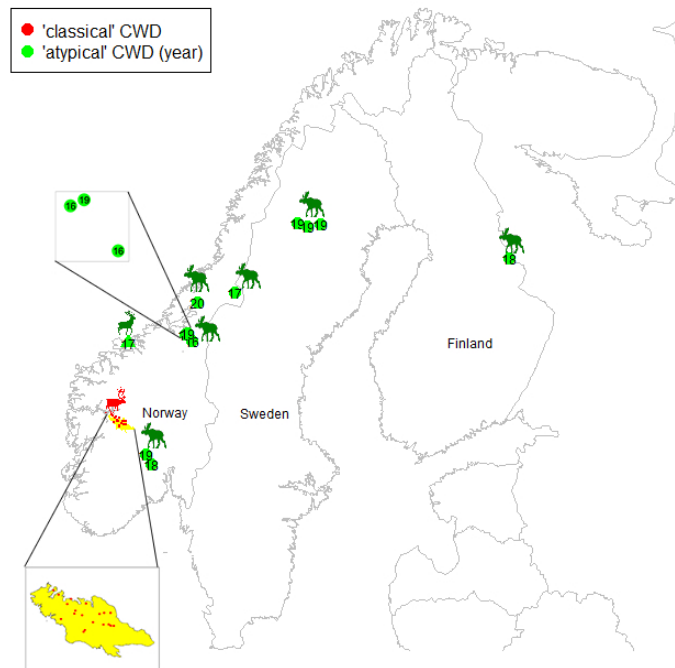 'classical' CWD
'atypical' CWD (year)
16 19
16
19 19 19
18
17
20
19
16
17
Finland
Norway
Sweden
19
18